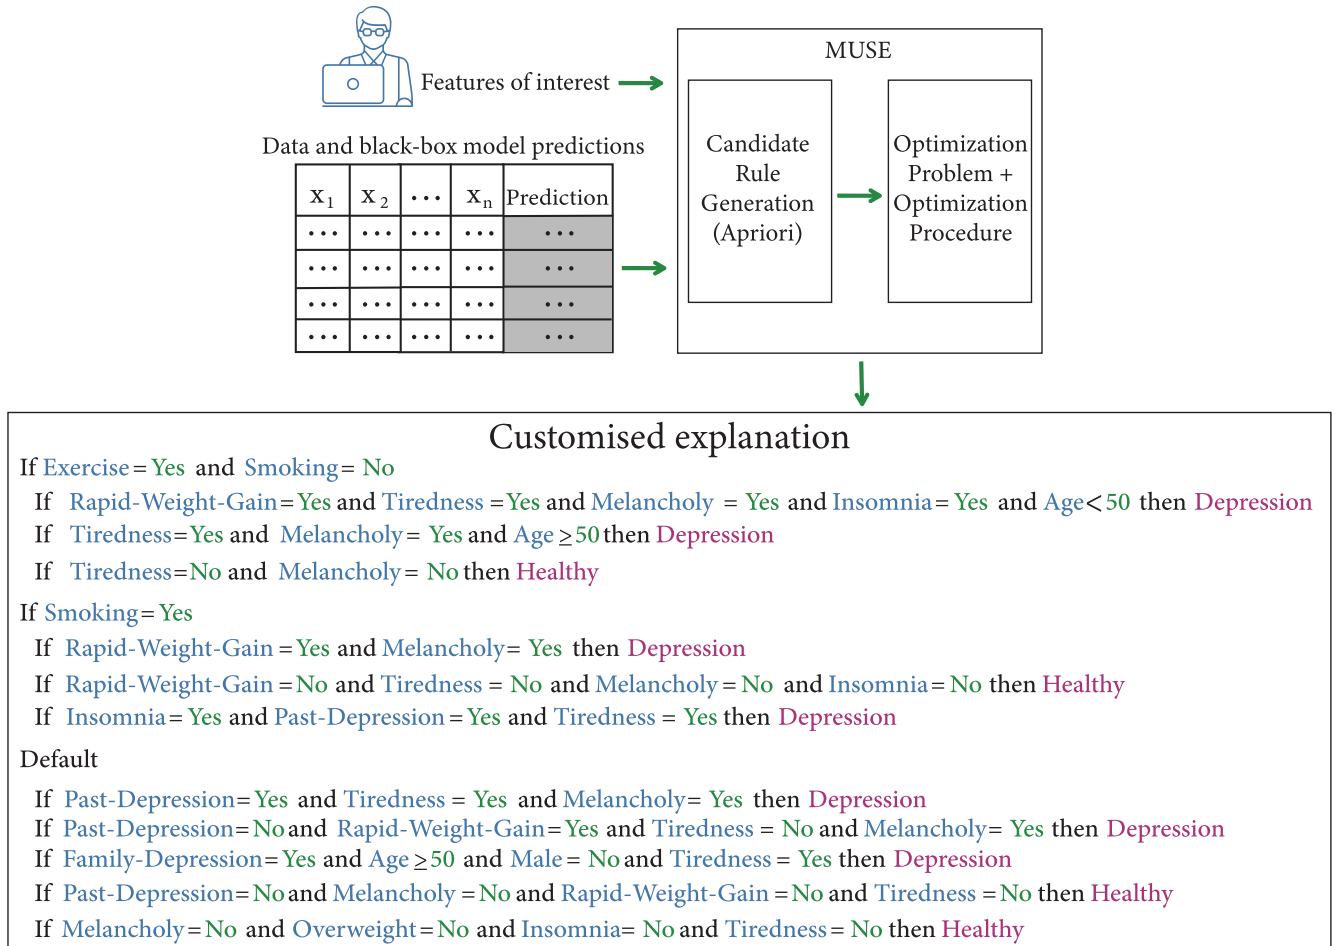 MUSE
Features of interest
Data and black-box model predictions
x1 x2 ... xn Prediction
... ... ... ... ...
... ... ... ... ...
... ... ... ... ...
... ... ... ... ...
Candidate
Rule
Generation
(Apriori)
Optimization
Problem +
Optimization
Procedure
Customised explanation
If Exercise = Yes and Smoking = No
If Rapid-Weight-Gain = Yes and Tiredness = Yes and Melancholy = Yes and Insomnia = Yes and Age < 50 then Depression
If Tiredness = Yes and Melancholy = Yes and Age ≥ 50 then Depression
If Tiredness = No and Melancholy = No then Healthy
If Smoking = Yes
If Rapid-Weight-Gain = Yes and Melancholy = Yes then Depression
If Rapid-Weight-Gain = No and Tiredness = No and Melancholy = No and Insomnia = No then Healthy
If Insomnia = Yes and Past-Depression = Yes and Tiredness = Yes then Depression
Default
If Past-Depression = Yes and Tiredness = Yes and Melancholy = Yes then Depression
If Past-Depression = No and Rapid-Weight-Gain = Yes and Tiredness = No and Melancholy = Yes then Depression
If Family-Depression = Yes and Age ≥ 50 and Male = No and Tiredness = Yes then Depression
If Past-Depression = No and Melancholy = No and Rapid-Weight-Gain = No and Tiredness = No then Healthy
If Melancholy = No and Overweight = No and Insomnia = No and Tiredness = No then Healthy